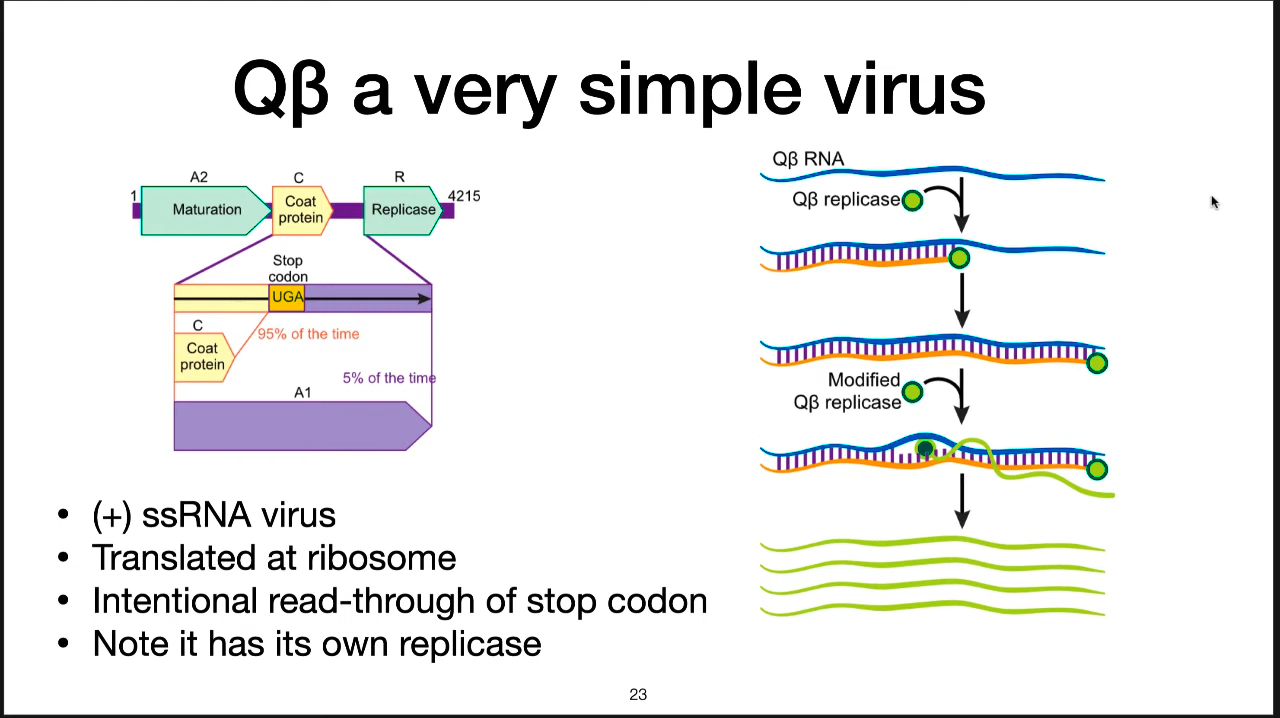 Qβ a very simple virus
A2
C
R
1
Maturation
Coat
protein
Replicase
4215
Stop
codon
UGA
C
Coat
protein
95% of the time
5% of the time
A1
Qβ RNA
Qβ replicase
Modified
Qβ replicase
• (+) ssRNA virus
• Translated at ribosome
• Intentional read-through of stop codon
• Note it has its own replicase
23